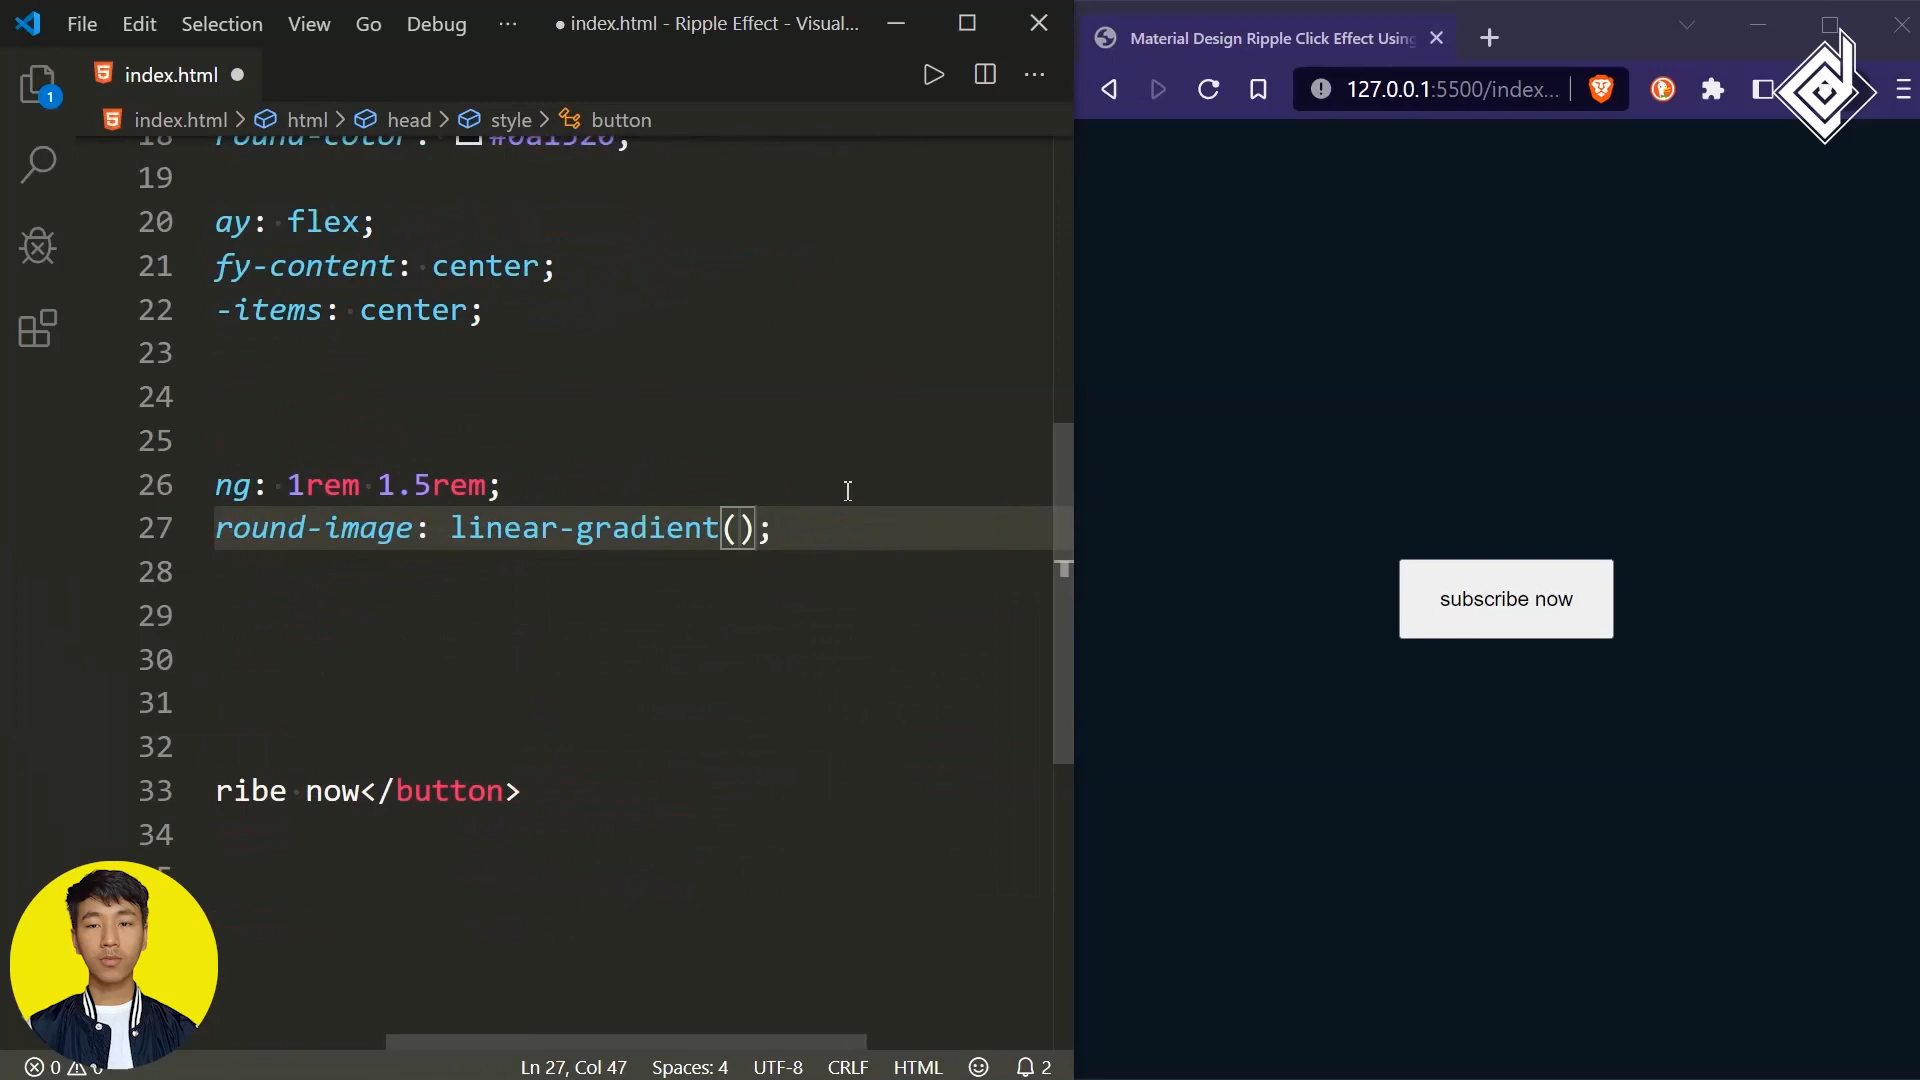 File Edit Selection View Go Debug ··· ● index.html - Ripple Effect - Visual...
index.html ●
index.html > html > head > style > button
18 round-color: #0a1520;
19
20 ay: flex;
21 fy-content: center;
22 -items: center;
23
24
25
26 ng: 1rem 1.5rem;
27 round-image: linear-gradient();
28
29
30
31
32
33 ribe now</button>
34
0 Ln 27, Col 47 Spaces: 4 UTF-8 CRLF HTML 2
1
Material Design Ripple Click Effect Using
127.0.0.1:5500/index...
subscribe now